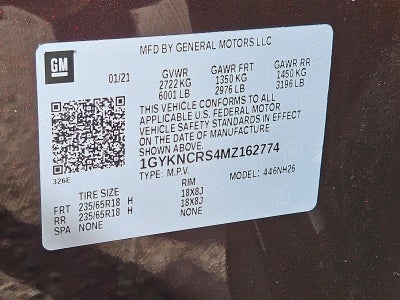 MFD BY GENERAL MOTORS LLC
GM
01/21 GVWR GAWR FRT GAWR RR
2722 KG 1350 KG 1450 KG
6001 LB 2976 LB 3196 LB
THIS VEHICLE CONFORMS TO ALL
APPLICABLE U.S. FEDERAL MOTOR
VEHICLE SAFETY STANDARDS IN EFFECT
ON THE DATE OF MANUFACTURE
SHOWN ABOVE.
1GYKNCRS4MZ162774
326E
TYPE: M.P.V. MODEL: 446NH26
TIRE SIZE RIM
FRT 235/65R18 H 18X8J
RR 235/65R18 H 18X8J
SPA NONE NONE